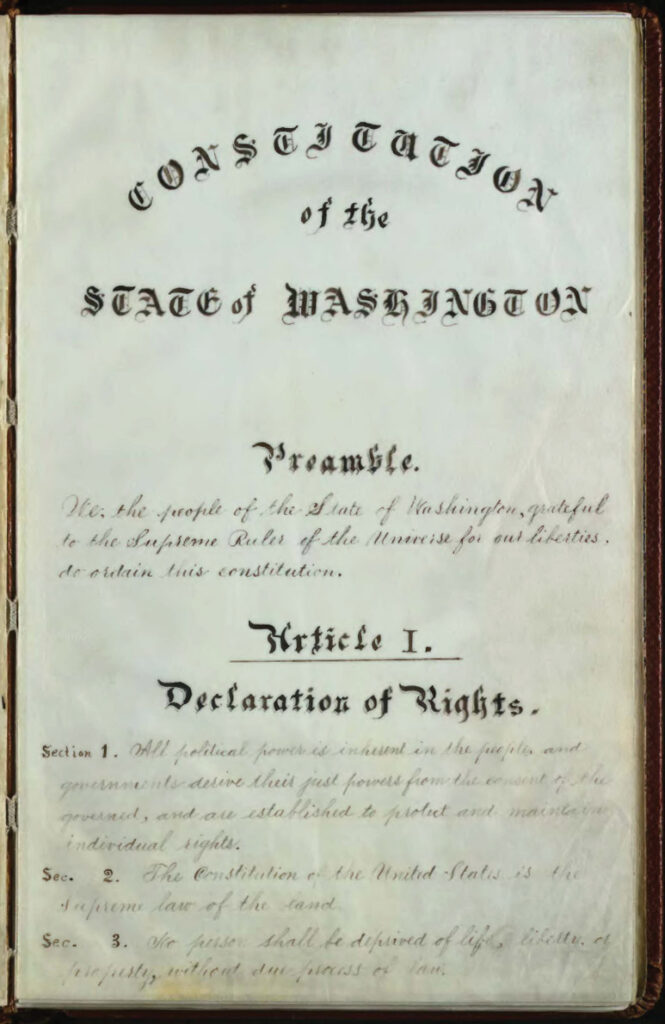 CONSTITUTION
of the
STATE of WASHINGTON
Preamble.
We, the people of the State of Washington, grateful
to the Supreme Ruler of the Universe for our liberties,
do ordain this constitution.
Article I.
Declaration of Rights.
Section 1. All political power is inherent in the people, and
governments derive their just powers from the consent of the
governed, and are established to protect and maintain
individual rights.
Sec. 2. The Constitution of the United States is the
supreme law of the land.
Sec. 3. No person shall be deprived of life, liberty, or
property, without due process of law.